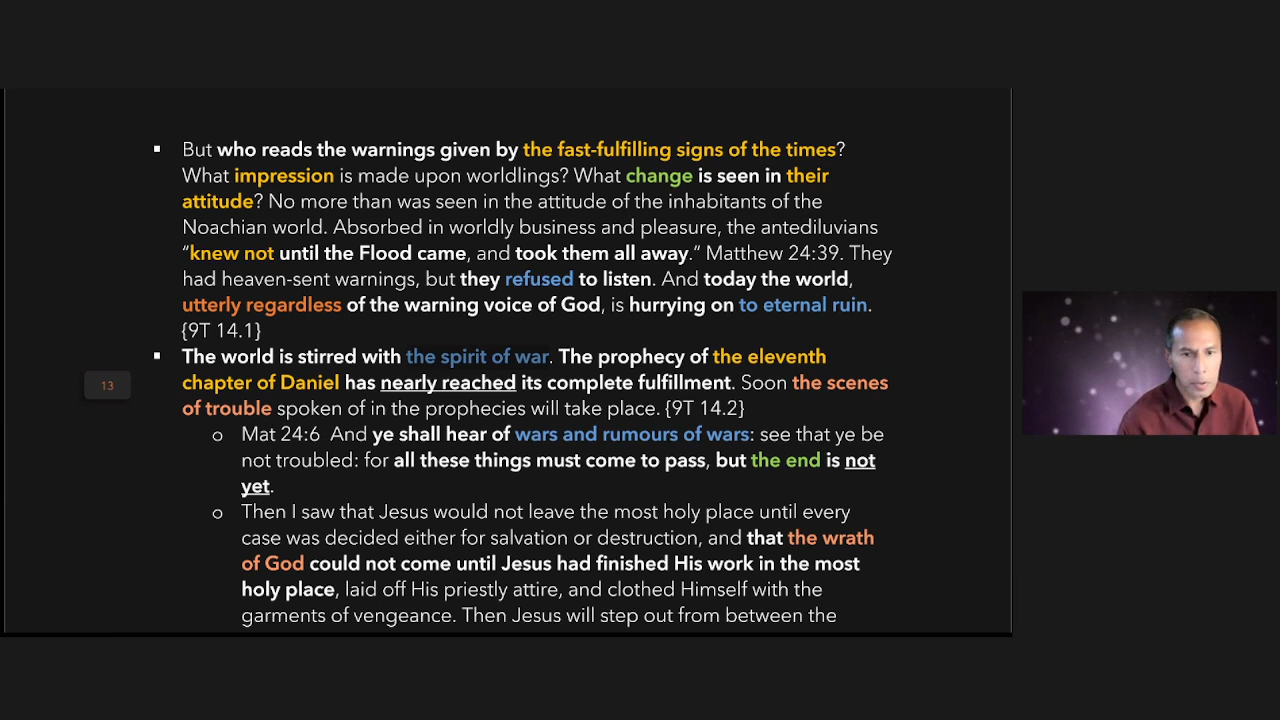 ▪ But who reads the warnings given by the fast-fulfilling signs of the times?
What impression is made upon worldlings? What change is seen in their
attitude? No more than was seen in the attitude of the inhabitants of the
Noachian world. Absorbed in worldly business and pleasure, the antediluvians
“knew not until the Flood came, and took them all away.” Matthew 24:39. They
had heaven-sent warnings, but they refused to listen. And today the world,
utterly regardless of the warning voice of God, is hurrying on to eternal ruin.
{9T 14.1}
▪ The world is stirred with the spirit of war. The prophecy of the eleventh
chapter of Daniel has nearly reached its complete fulfillment. Soon the scenes
13
of trouble spoken of in the prophecies will take place. {9T 14.2}
o Mat 24:6 And ye shall hear of wars and rumours of wars: see that ye be
not troubled: for all these things must come to pass, but the end is not
yet.
o Then I saw that Jesus would not leave the most holy place until every
case was decided either for salvation or destruction, and that the wrath
of God could not come until Jesus had finished His work in the most
holy place, laid off His priestly attire, and clothed Himself with the
garments of vengeance. Then Jesus will step out from between the